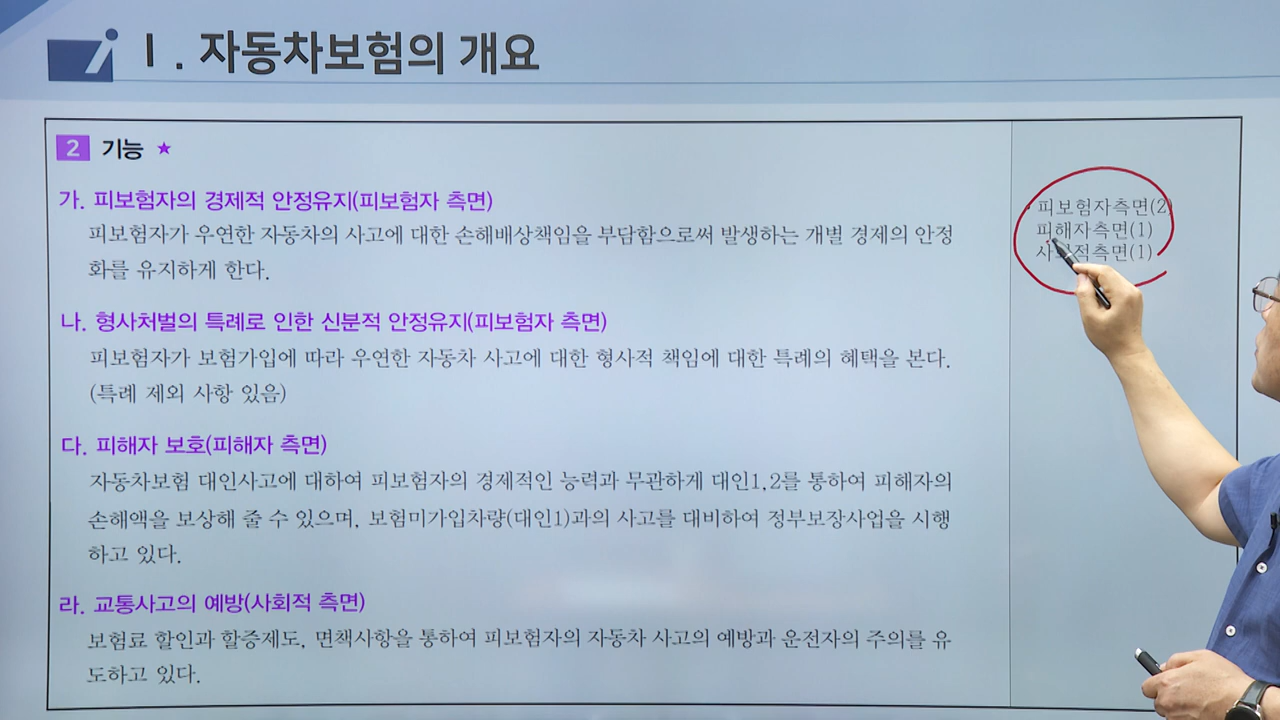 Ⅰ. 자동차보험의 개요
2 기능 ★
가. 피보험자의 경제적 안정유지(피보험자 측면)
피보험자가 우연한 자동차의 사고에 대한 손해배상책임을 부담함으로써 발생하는 개별 경제의 안정
화를 유지하게 한다.
나. 형사처벌의 특례로 인한 신분적 안정유지(피보험자 측면)
피보험자가 보험가입에 따라 우연한 자동차 사고에 대한 형사적 책임에 대한 특례의 혜택을 본다.
(특례 제외 사항 있음)
다. 피해자 보호(피해자 측면)
자동차보험 대인사고에 대하여 피보험자의 경제적인 능력과 무관하게 대인1,2를 통하여 피해자의
손해액을 보상해 줄 수 있으며, 보험미가입차량(대인1)과의 사고를 대비하여 정부보장사업을 시행
하고 있다.
라. 교통사고의 예방(사회적 측면)
보험료 할인과 할증제도, 면책사항을 통하여 피보험자의 자동차 사고의 예방과 운전자의 주의를 유
도하고 있다.
피보험자측면(2)
피해자측면(1)
사회적측면(1)